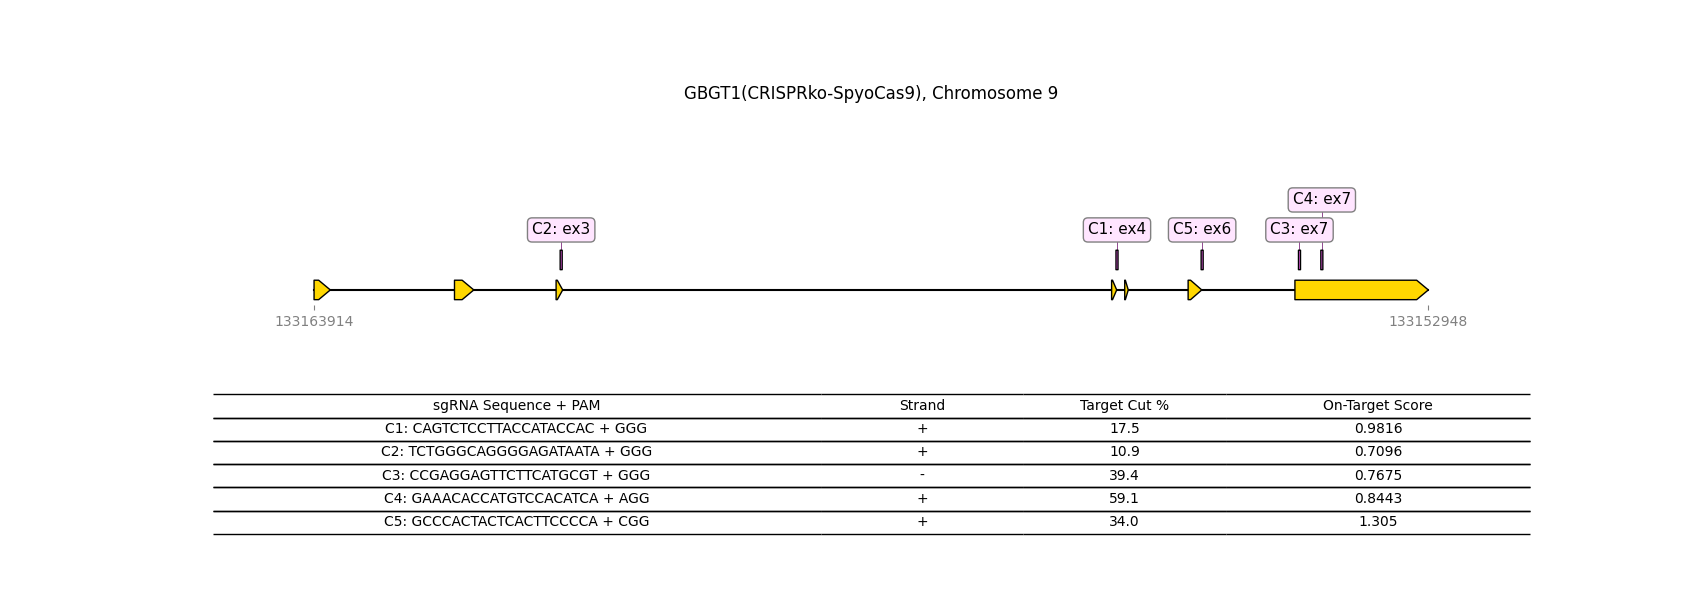 GBGT1(CRISPRko-SpyoCas9), Chromosome 9
C4: ex7
C2: ex3 C1: ex4 C5: ex6 C3: ex7
133163914 133152948
sgRNA Sequence + PAM Strand Target Cut % On-Target Score
C1: CAGTCTCCTTACCATACCAC + GGG + 17.5 0.9816
C2: TCTGGGCAGGGGAGATAATA + GGG + 10.9 0.7096
C3: CCGAGGAGTTCTTCATGCGT + GGG - 39.4 0.7675
C4: GAAACACCATGTCCACATCA + AGG + 59.1 0.8443
C5: GCCCACTACTCACTTCCCCA + CGG + 34.0 1.305